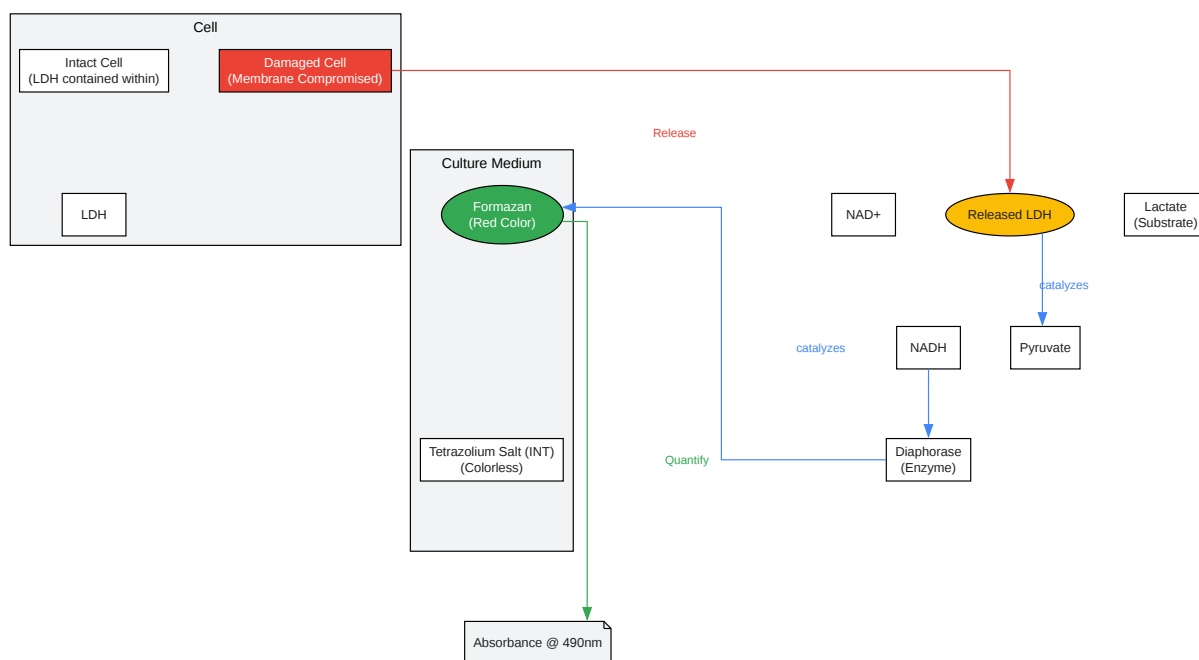 Cell
Intact Cell
(LDH contained within)
Damaged Cell
(Membrane Compromised)
Release
Culture Medium
LDH
Formazan
(Red Color)
NAD+
Released LDH
Lactate
(Substrate)
catalyzes
catalyzes
NADH
Pyruvate
Tetrazolium Salt (INT)
(Colorless)
Quantify
Diaphorase
(Enzyme)
Absorbance @ 490nm